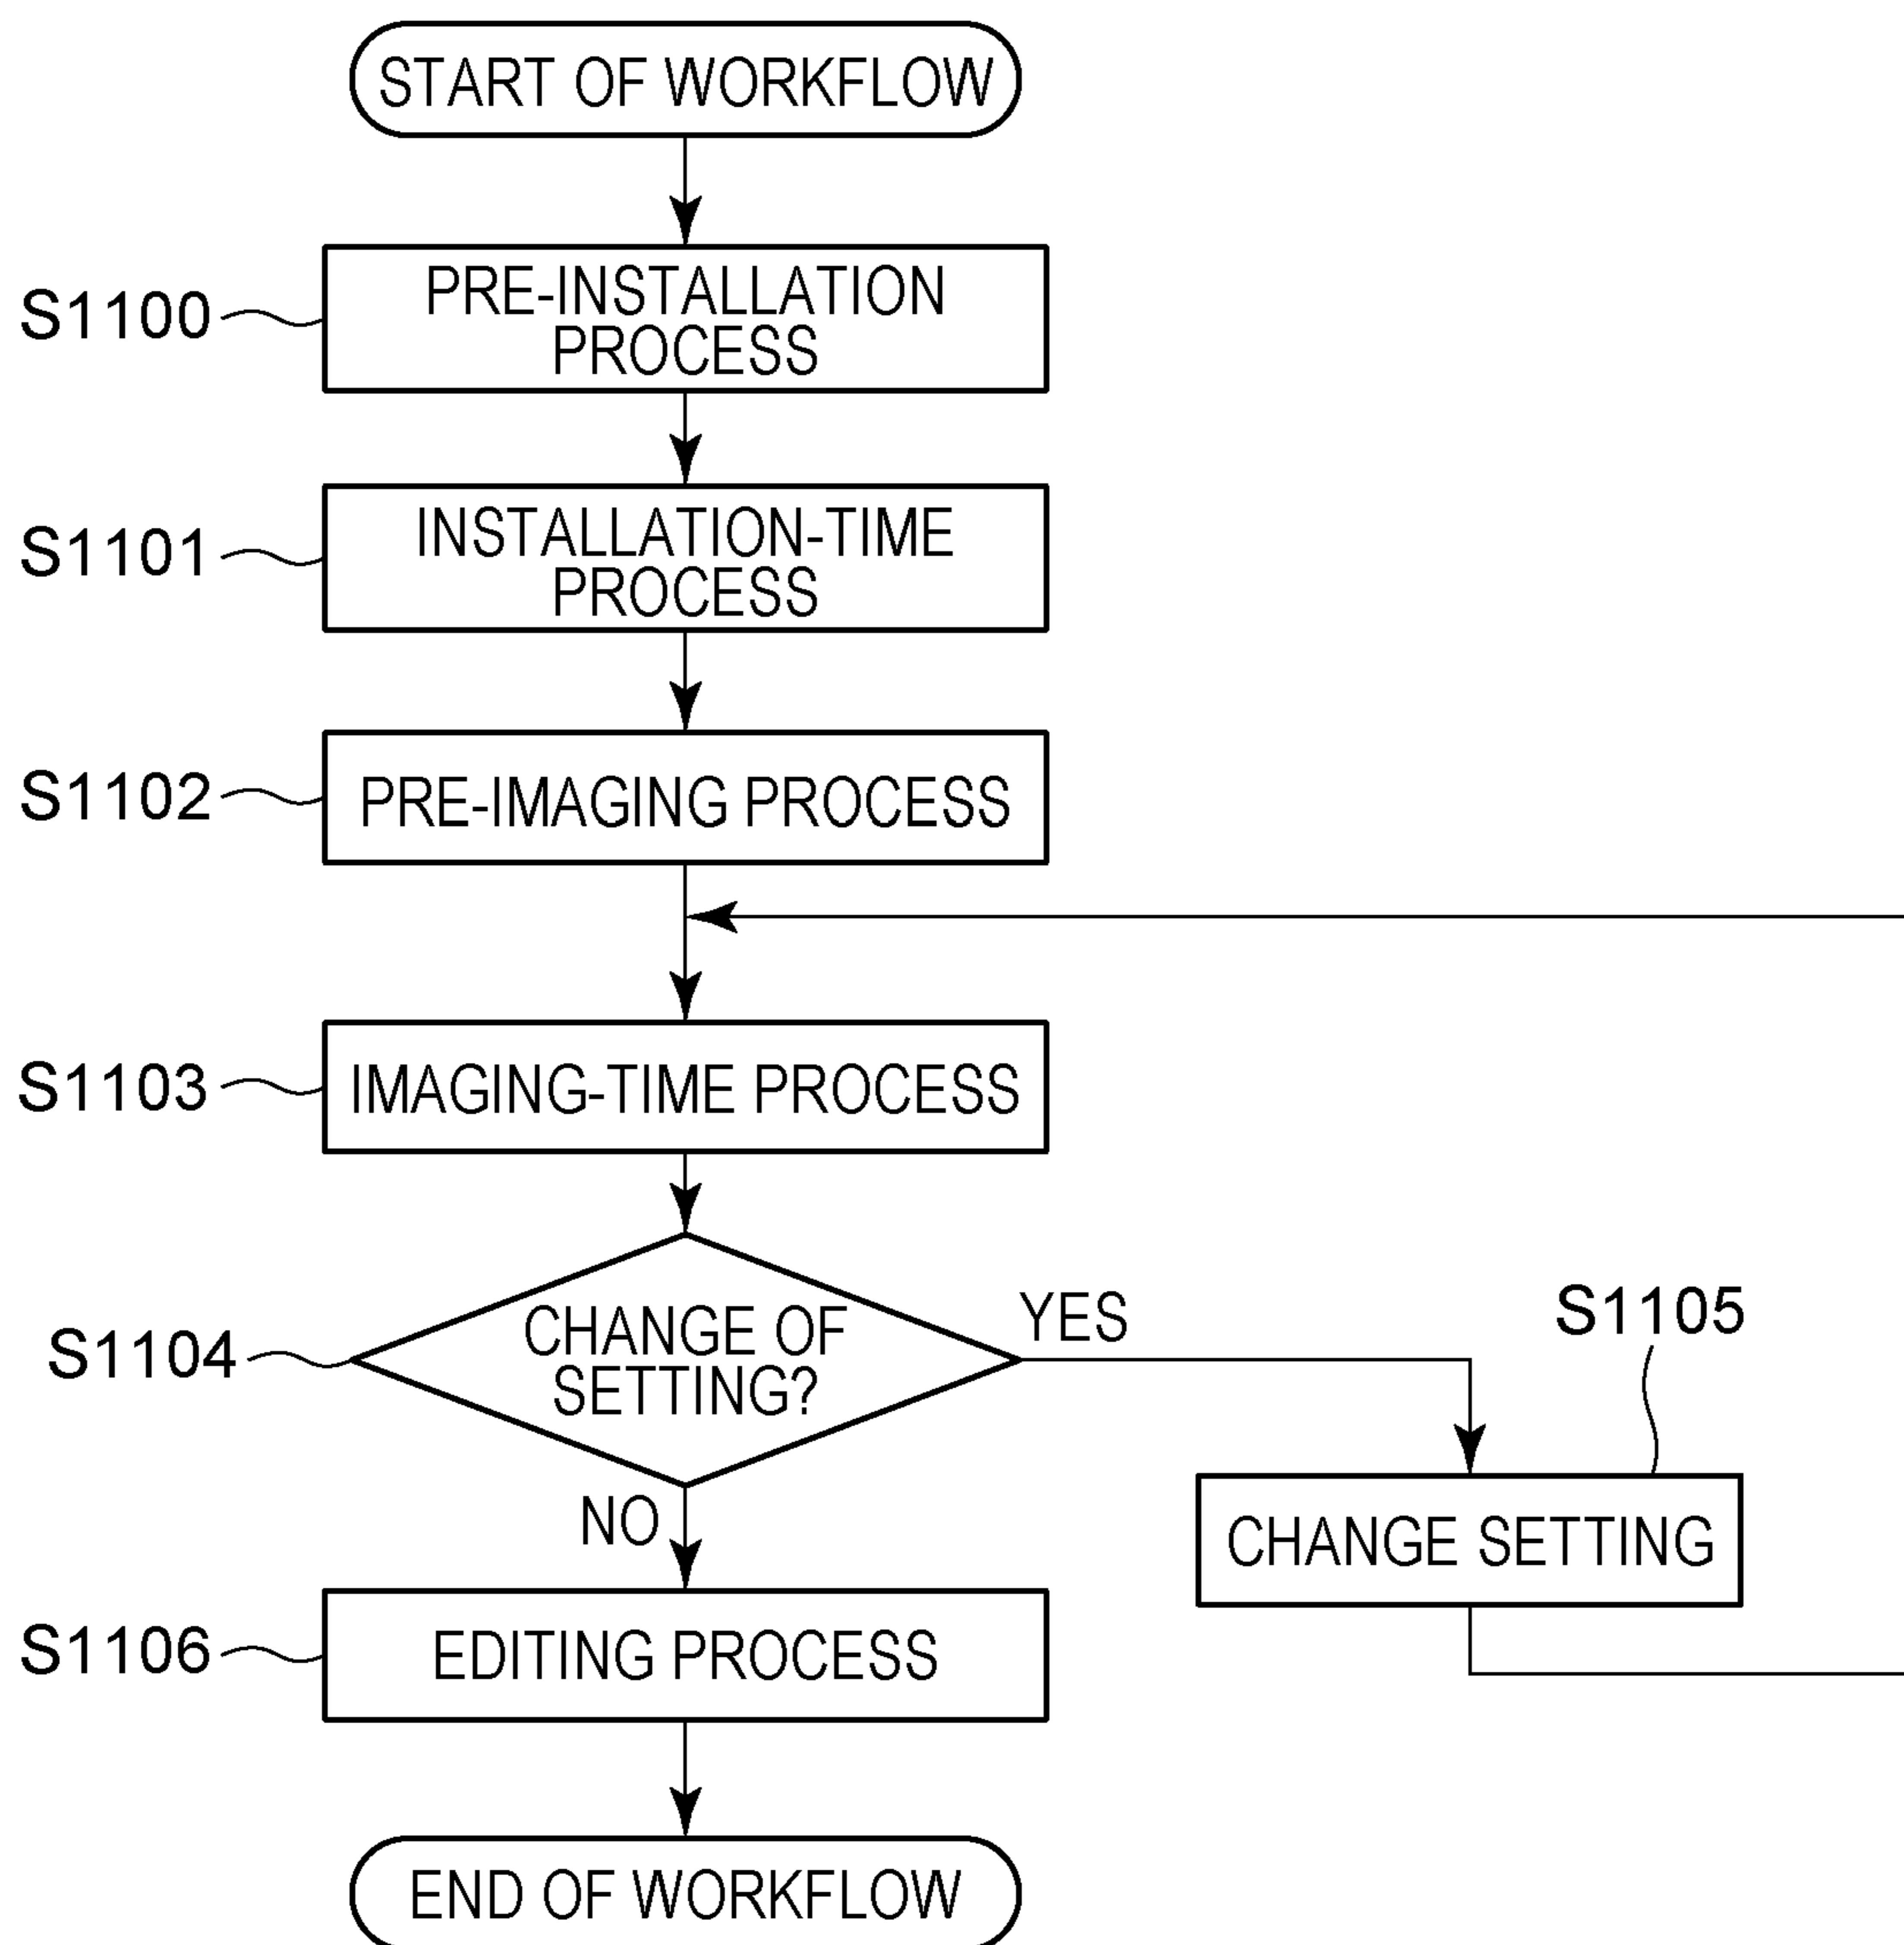 START OF WORKFLOW
S1100
PRE-INSTALLATION
PROCESS
S1101
INSTALLATION-TIME
PROCESS
S1102
PRE-IMAGING PROCESS
S1103
IMAGING-TIME PROCESS
S1104
CHANGE OF
SETTING?
YES
S1105
NO
CHANGE SETTING
S1106
EDITING PROCESS
END OF WORKFLOW